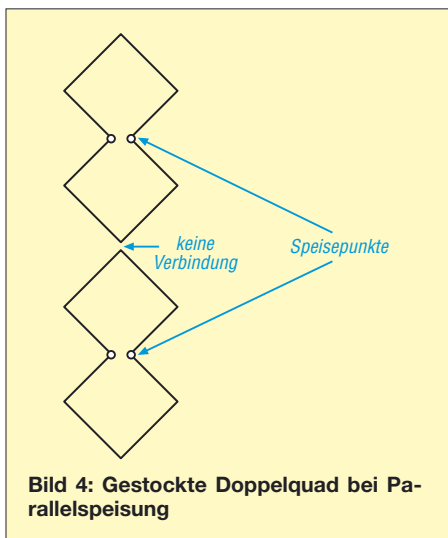 keine
Verbindung
Speisepunkte
Bild 4: Gestockte Doppelquad bei Pa-
rallelspeisung